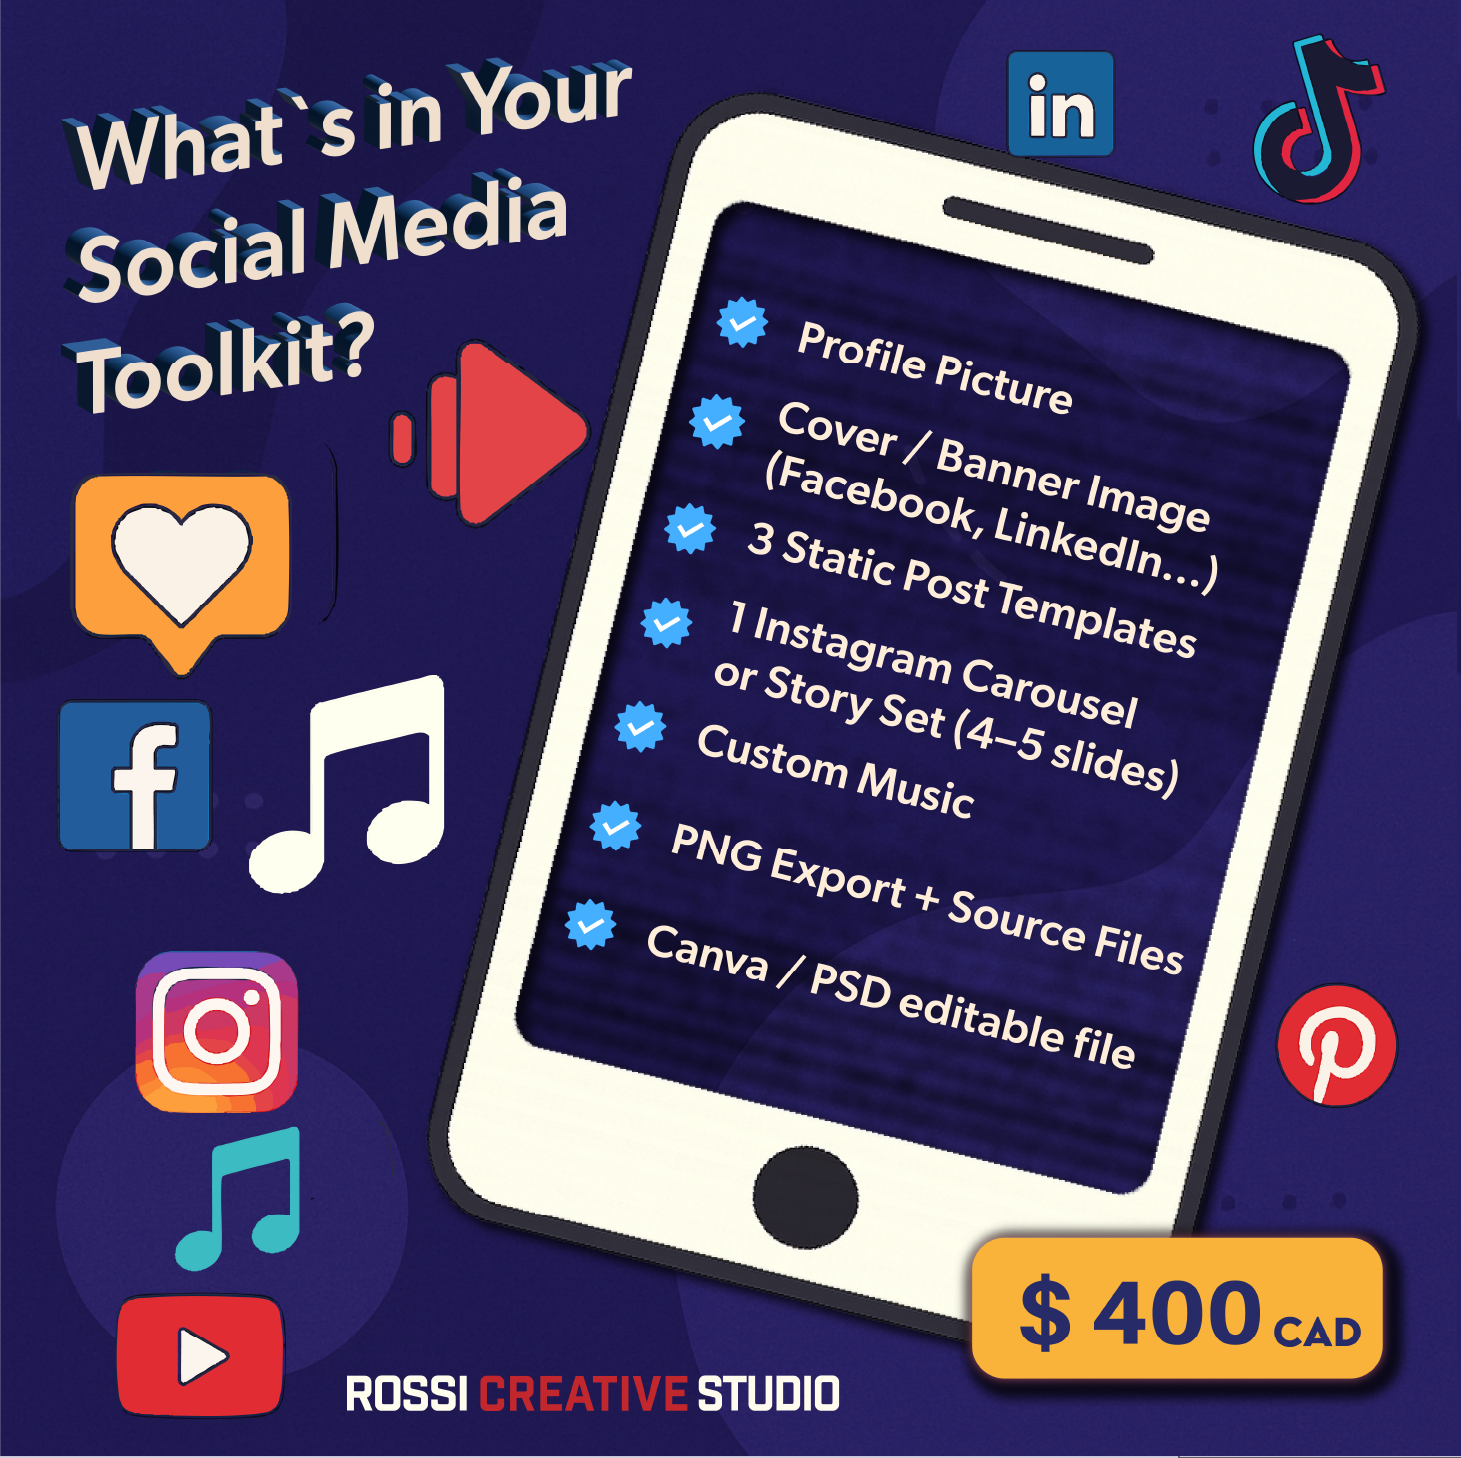 What`s in Your
Social Media
Toolkit?
in
Profile Picture
Cover / Banner Image
(Facebook, LinkedIn...)
3 Static Post Templates
1 Instagram Carousel
or Story Set (4–5 slides)
Custom Music
PNG Export + Source Files
Canva / PSD editable file
$ 400 CAD
ROSSI CREATIVE STUDIO